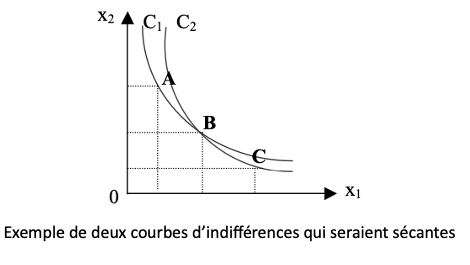 x₂
C₁ C₂
A
B
C
0
x₁
Exemple de deux courbes d’indifférences qui seraient sécantes